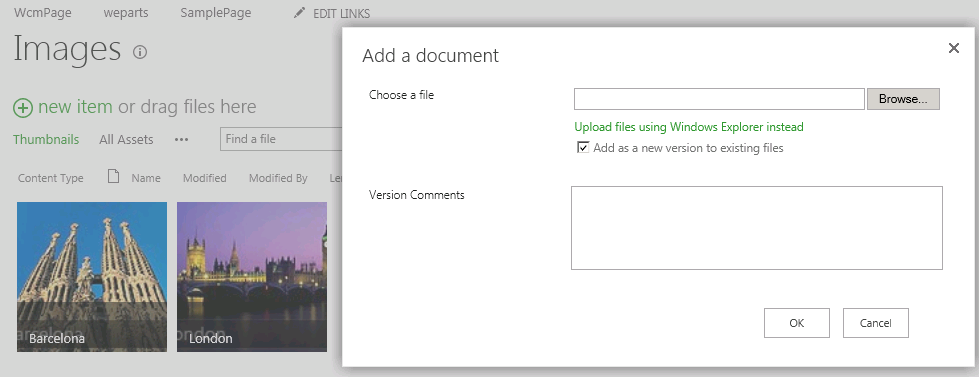 WcmPage weparts SamplePage EDIT LINKS
Images
new item or drag files here
Thumbnails All Assets ••• Find a file
Content Type Name Modified Modified By Le
Barcelona
London
Add a document
Choose a file
Browse...
Upload files using Windows Explorer instead
Add as a new version to existing files
Version Comments
OK Cancel